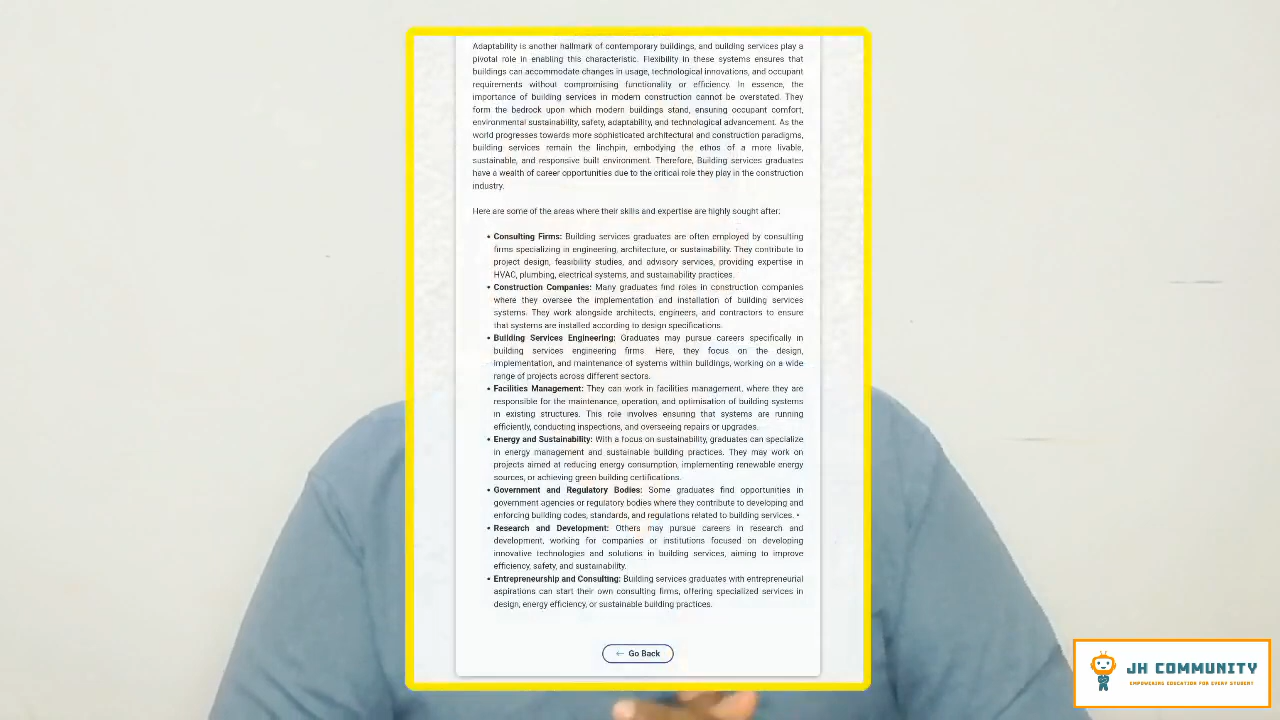 Adaptability is another hallmark of contemporary buildings, and building services play a
pivotal role in enabling this characteristic. Flexibility in these systems ensures that
buildings can accommodate changes in usage, technological innovations, and occupant
requirements without compromising functionality or efficiency. In essence, the
importance of building services in modern construction cannot be overstated. They
form the bedrock upon which modern buildings stand, ensuring occupant comfort,
environmental sustainability, safety, adaptability, and technological advancement. As the
world progresses towards more sophisticated architectural and construction paradigms,
building services remain the linchpin, embodying the ethos of a more livable,
sustainable, and responsive built environment. Therefore, Building services graduates
have a wealth of career opportunities due to the critical role they play in the construction
industry.
Here are some of the areas where their skills and expertise are highly sought after:
• Consulting Firms: Building services graduates are often employed by consulting
firms specializing in engineering, architecture, or sustainability. They contribute to
project design, feasibility studies, and advisory services, providing expertise in
HVAC, plumbing, electrical systems, and sustainability practices.
• Construction Companies: Many graduates find roles in construction companies
where they oversee the implementation and installation of building services
systems. They work alongside architects, engineers, and contractors to ensure
that systems are installed according to design specifications.
• Building Services Engineering: Graduates may pursue careers specifically in
building services engineering firms. Here, they focus on the design,
implementation, and maintenance of systems within buildings, working on a wide
range of projects across different sectors.
• Facilities Management: They can work in facilities management, where they are
responsible for the maintenance, operation, and optimisation of building systems
in existing structures. This role involves ensuring that systems are running
efficiently, conducting inspections, and overseeing repairs or upgrades.
• Energy and Sustainability: With a focus on sustainability, graduates can specialize
in energy management and sustainable building practices. They may work on
projects aimed at reducing energy consumption, implementing renewable energy
sources, or achieving green building certifications.
• Government and Regulatory Bodies: Some graduates find opportunities in
government agencies or regulatory bodies where they contribute to developing and
enforcing building codes, standards, and regulations related to building services. •
• Research and Development: Others may pursue careers in research and
development, working for companies or institutions focused on developing
innovative technologies and solutions in building services, aiming to improve
efficiency, safety, and sustainability.
• Entrepreneurship and Consulting: Building services graduates with entrepreneurial
aspirations can start their own consulting firms, offering specialized services in
design, energy efficiency, or sustainable building practices.
← Go Back
JH COMMUNITY
EMPOWERING EDUCATION FOR EVERY STUDENT